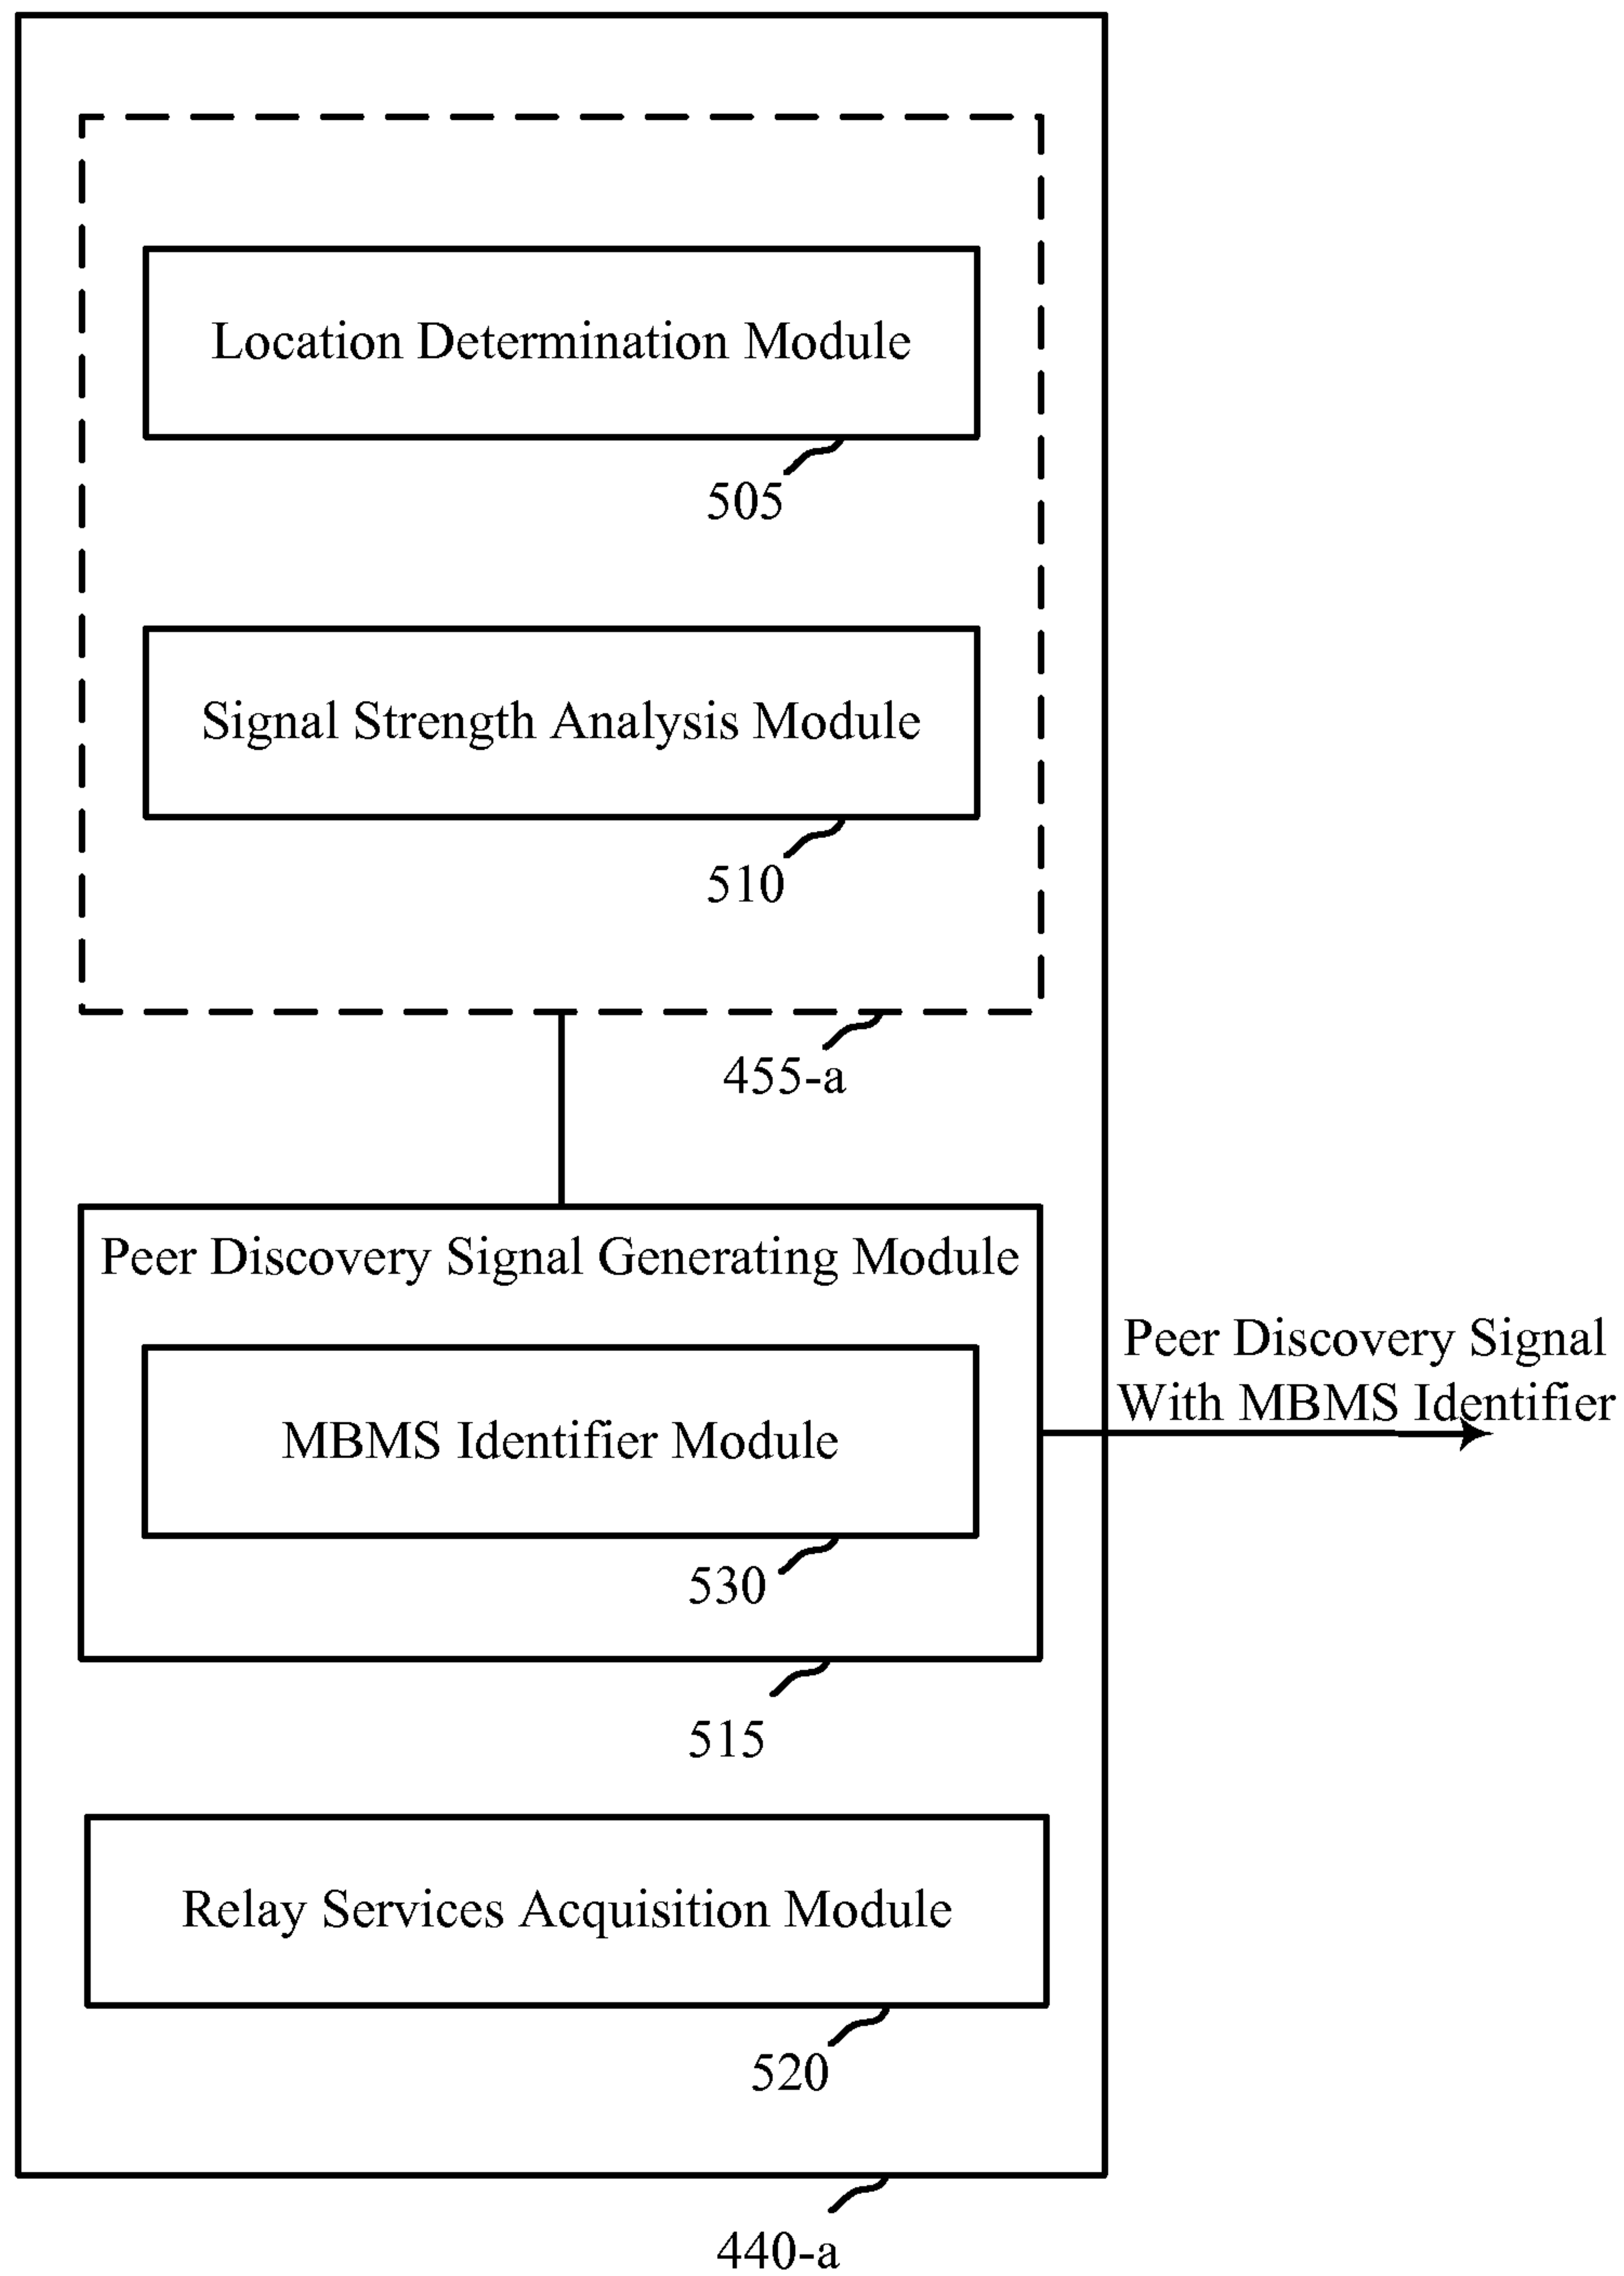 Location Determination Module
505
Signal Strength Analysis Module
510
455-a
Peer Discovery Signal Generating Module
Peer Discovery Signal
With MBMS Identifier
MBMS Identifier Module
530
515
Relay Services Acquisition Module
520
440-a